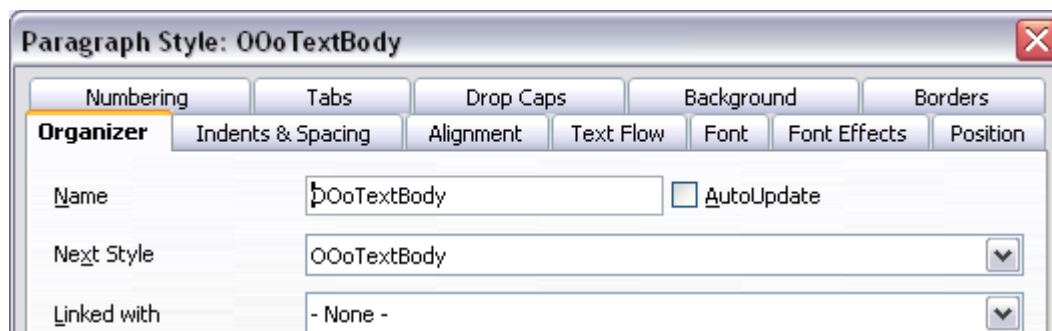 Paragraph Style: OOoTextBody
Numbering Tabs Drop Caps Background Borders
Organizer Indents & Spacing Alignment Text Flow Font Font Effects Position
Name OOoTextBody AutoUpdate
Next Style OOoTextBody
Linked with - None -